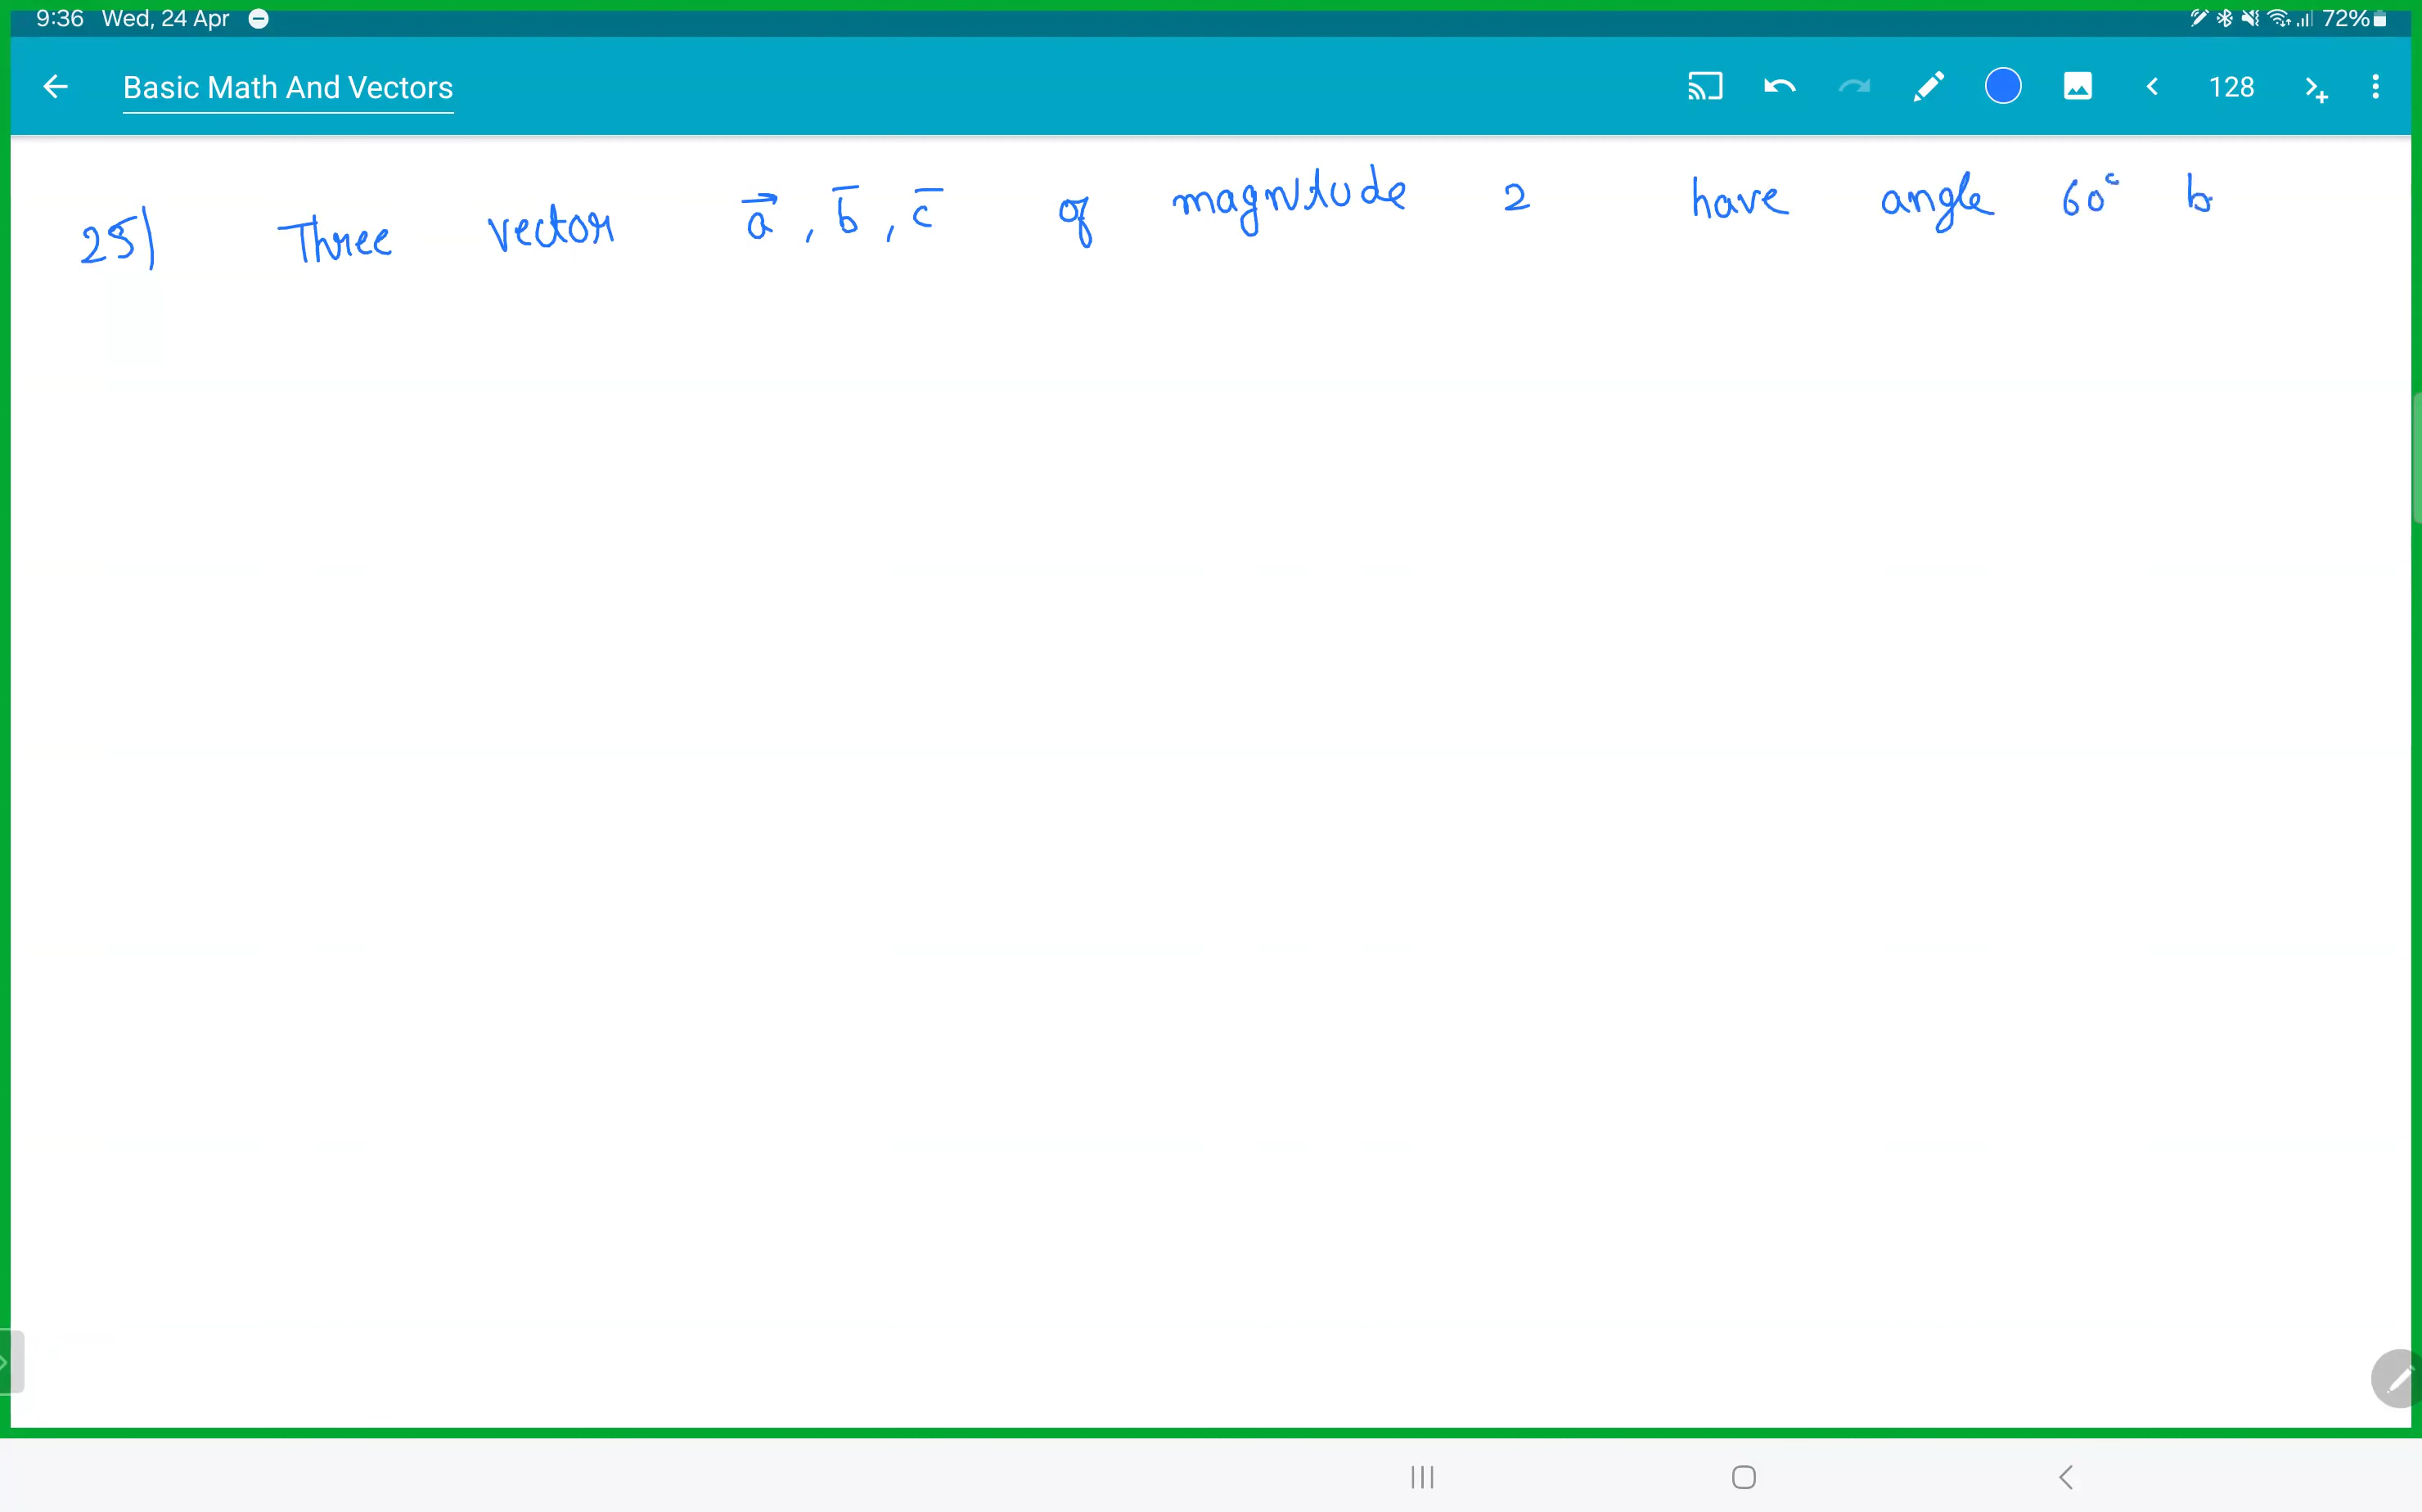 9:36 Wed, 24 Apr 72%
Basic Math And Vectors 128
25) Three vector a⃗, b̅, c̅ of magnitude 2 have angle 60° b